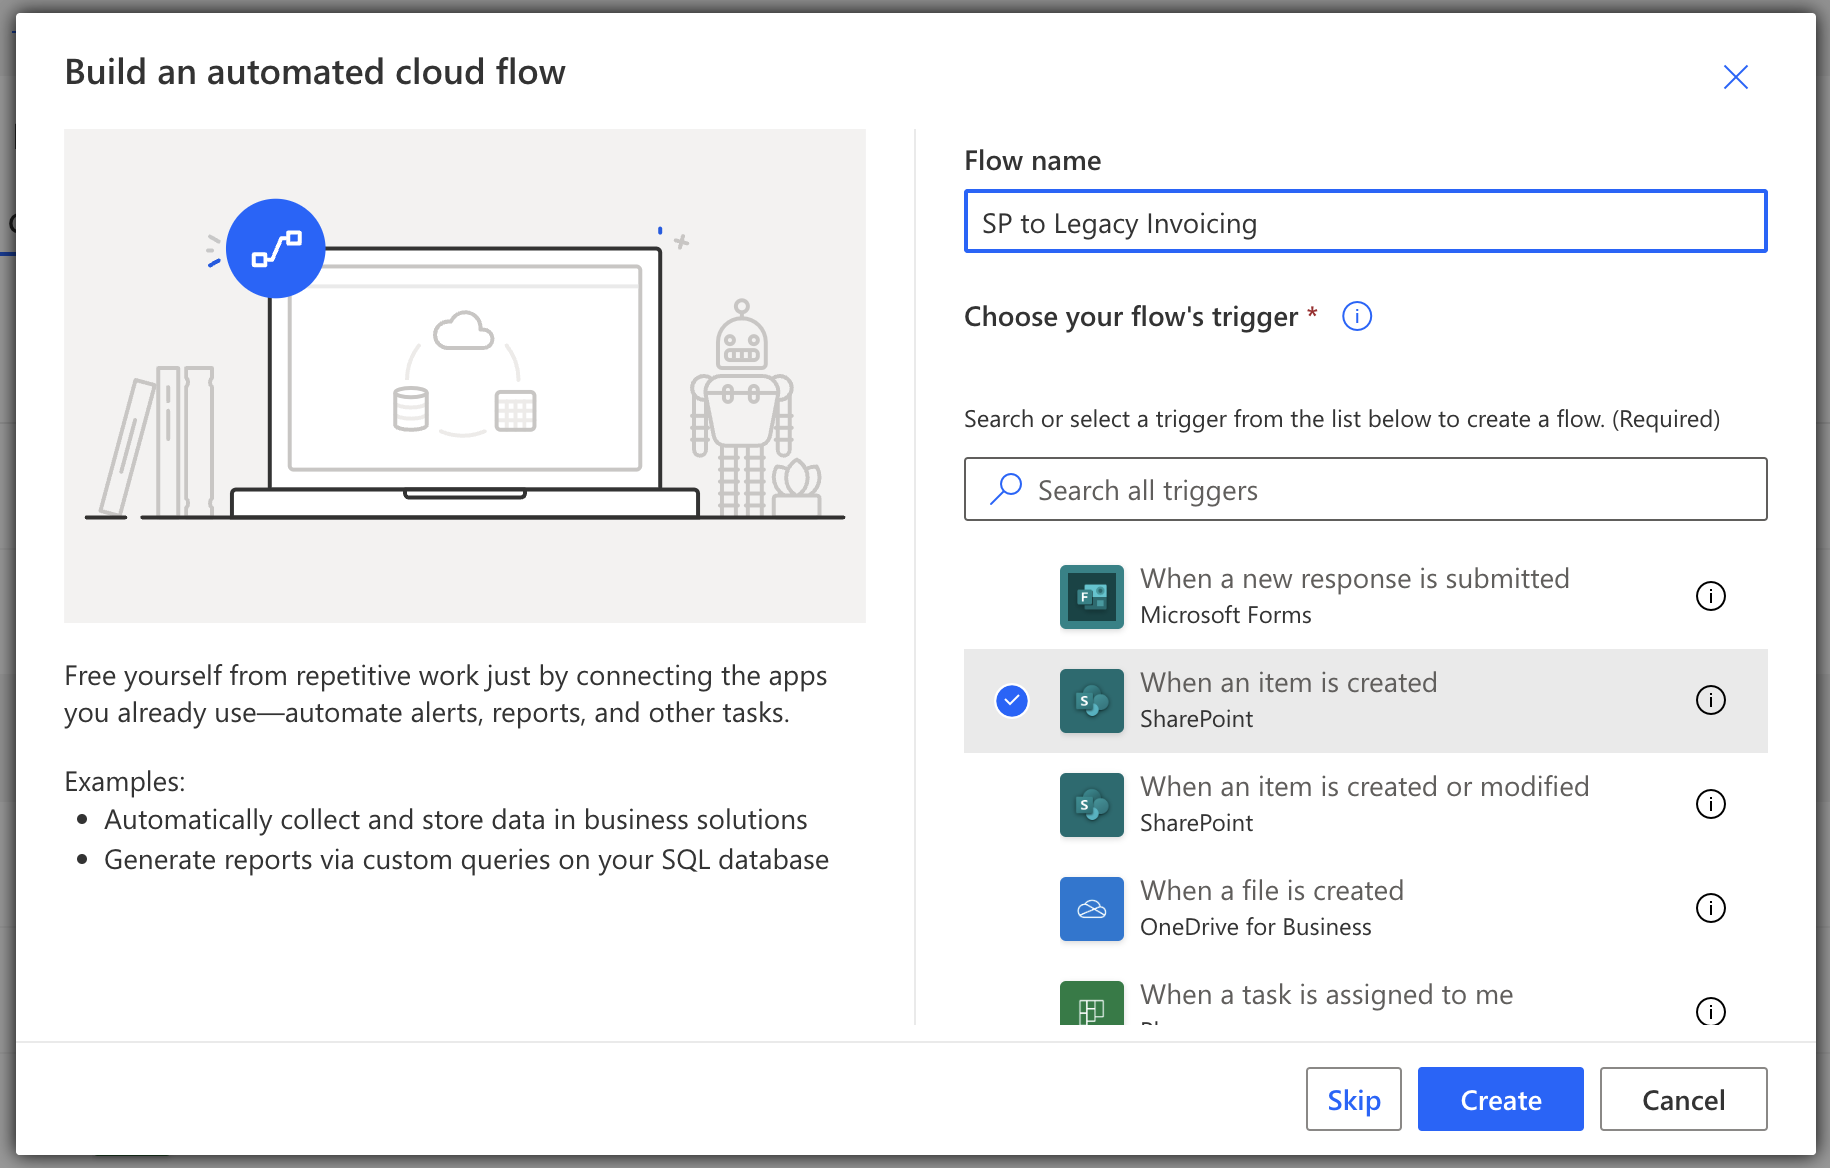 Build an automated cloud flow
Free yourself from repetitive work just by connecting the apps
you already use—automate alerts, reports, and other tasks.
Examples:
• Automatically collect and store data in business solutions
• Generate reports via custom queries on your SQL database
Flow name
SP to Legacy Invoicing
Choose your flow's trigger *
Search or select a trigger from the list below to create a flow. (Required)
Search all triggers
When a new response is submitted
Microsoft Forms
When an item is created
SharePoint
When an item is created or modified
SharePoint
When a file is created
OneDrive for Business
When a task is assigned to me
Skip
Create
Cancel